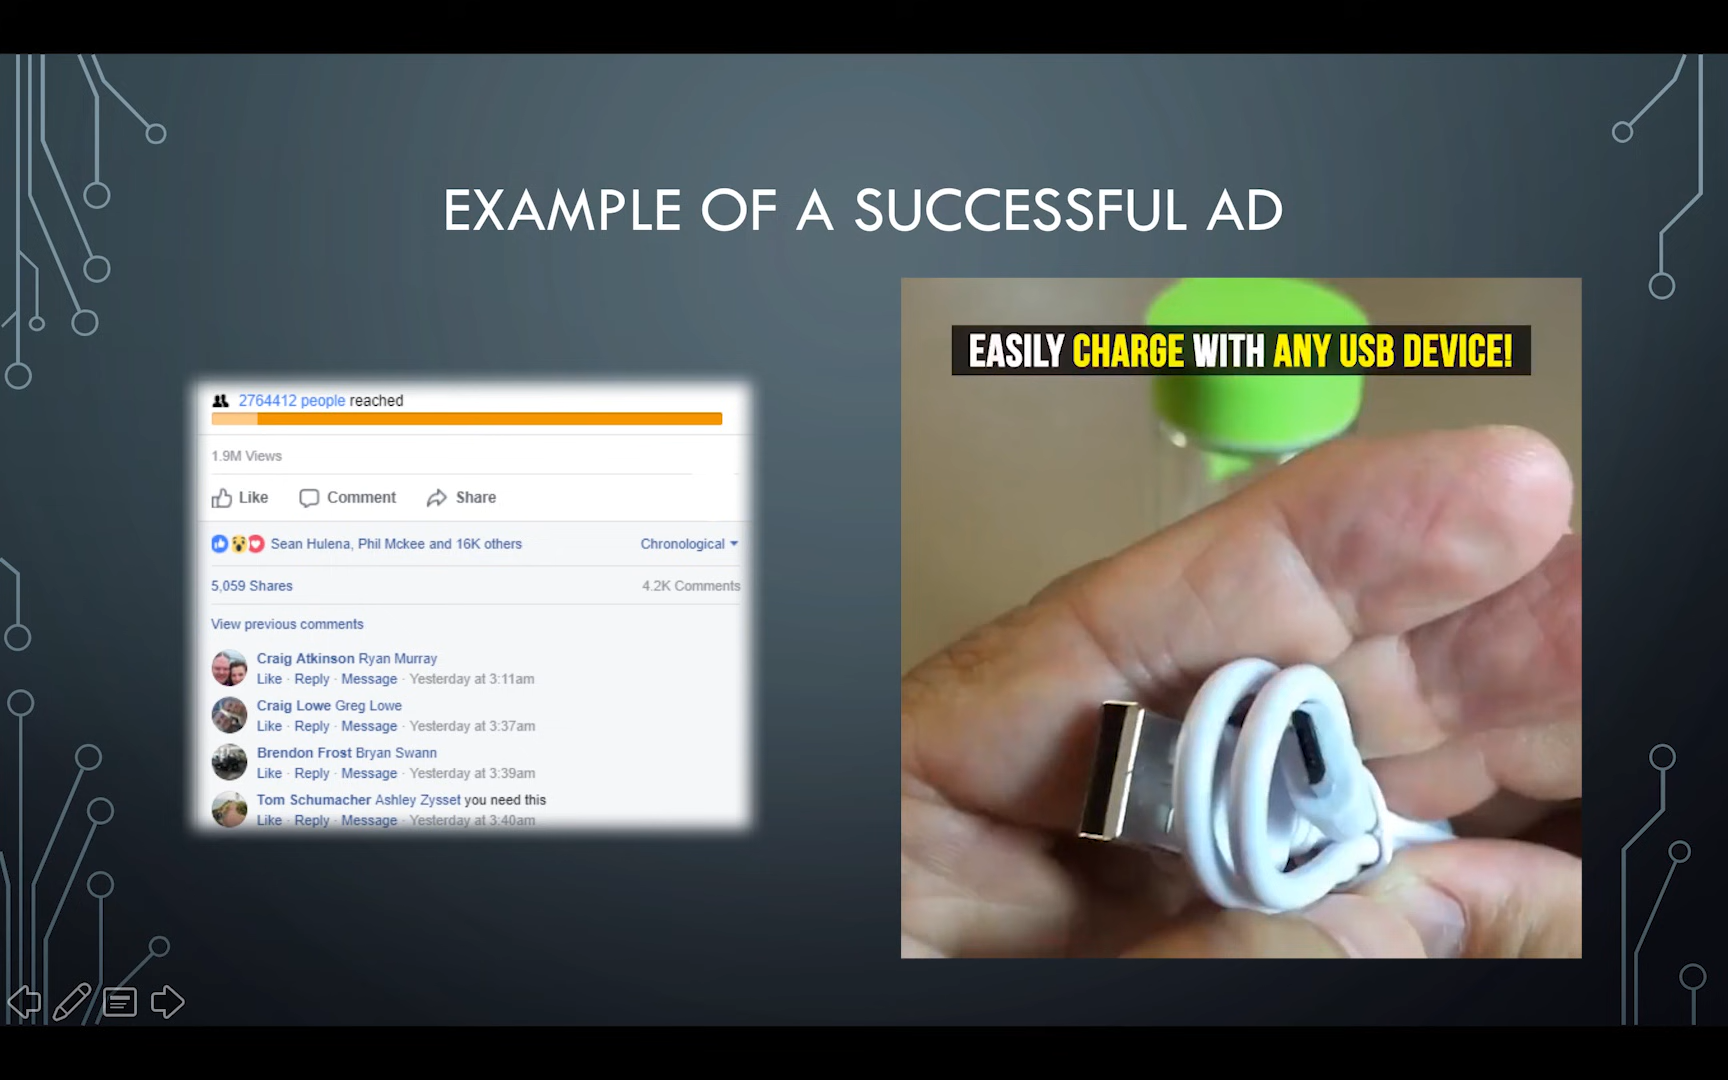 EXAMPLE OF A SUCCESSFUL AD
2764412 people reached
1.9M Views
Like Comment Share
Sean Hulena, Phil Mckee and 16K others Chronological
5,059 Shares 4.2K Comments
View previous comments
Craig Atkinson Ryan Murray
Like · Reply · Message · Yesterday at 3:11am
Craig Lowe Greg Lowe
Like · Reply · Message · Yesterday at 3:37am
Brendon Frost Bryan Swann
Like · Reply · Message · Yesterday at 3:39am
Tom Schumacher Ashley Zysset you need this
Like · Reply · Message · Yesterday at 3:40am
EASILY CHARGE WITH ANY USB DEVICE!